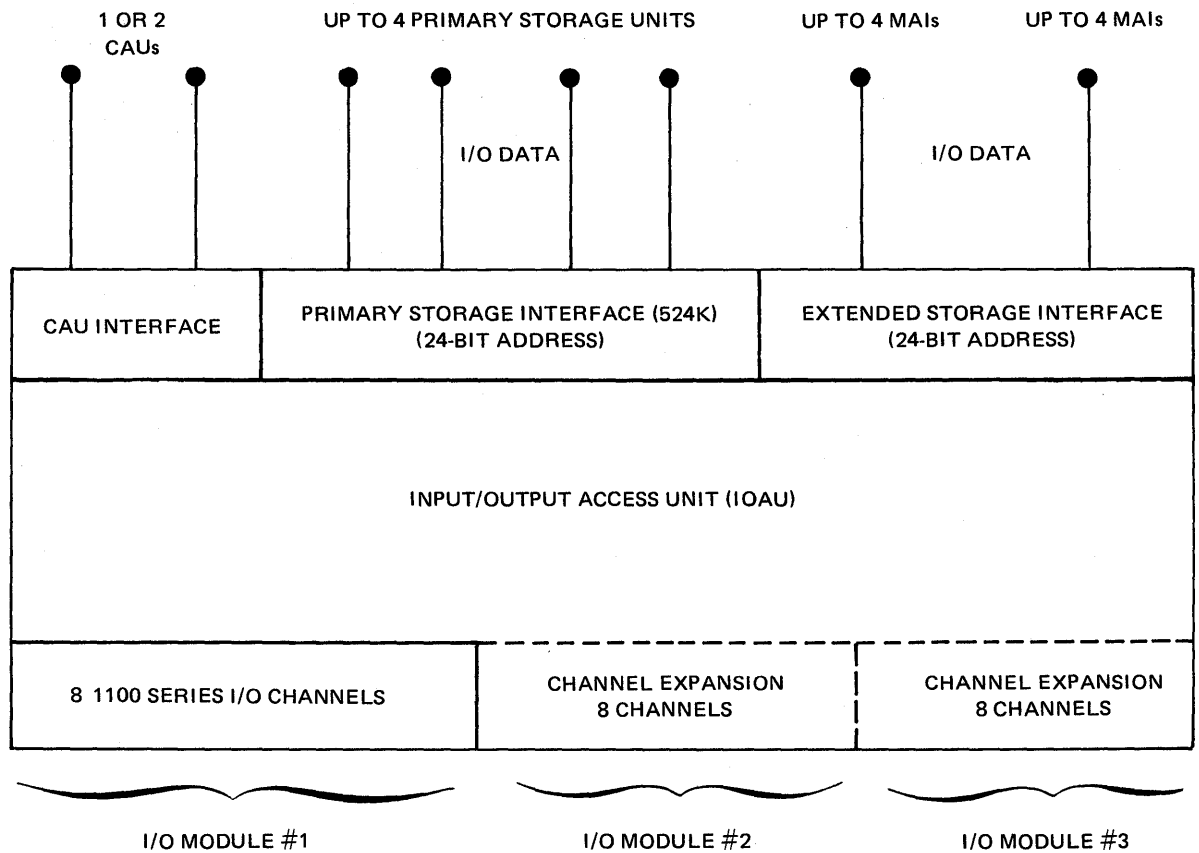 1 OR 2
CAUs
UP TO 4 PRIMARY STORAGE UNITS
UP TO 4 MAIs
UP TO 4 MAIs
I/O DATA
I/O DATA
CAU INTERFACE
PRIMARY STORAGE INTERFACE (524K)
(24-BIT ADDRESS)
EXTENDED STORAGE INTERFACE
(24-BIT ADDRESS)
INPUT/OUTPUT ACCESS UNIT (IOAU)
8 1100 SERIES I/O CHANNELS
CHANNEL EXPANSION
8 CHANNELS
CHANNEL EXPANSION
8 CHANNELS
I/O MODULE #1
I/O MODULE #2
I/O MODULE #3